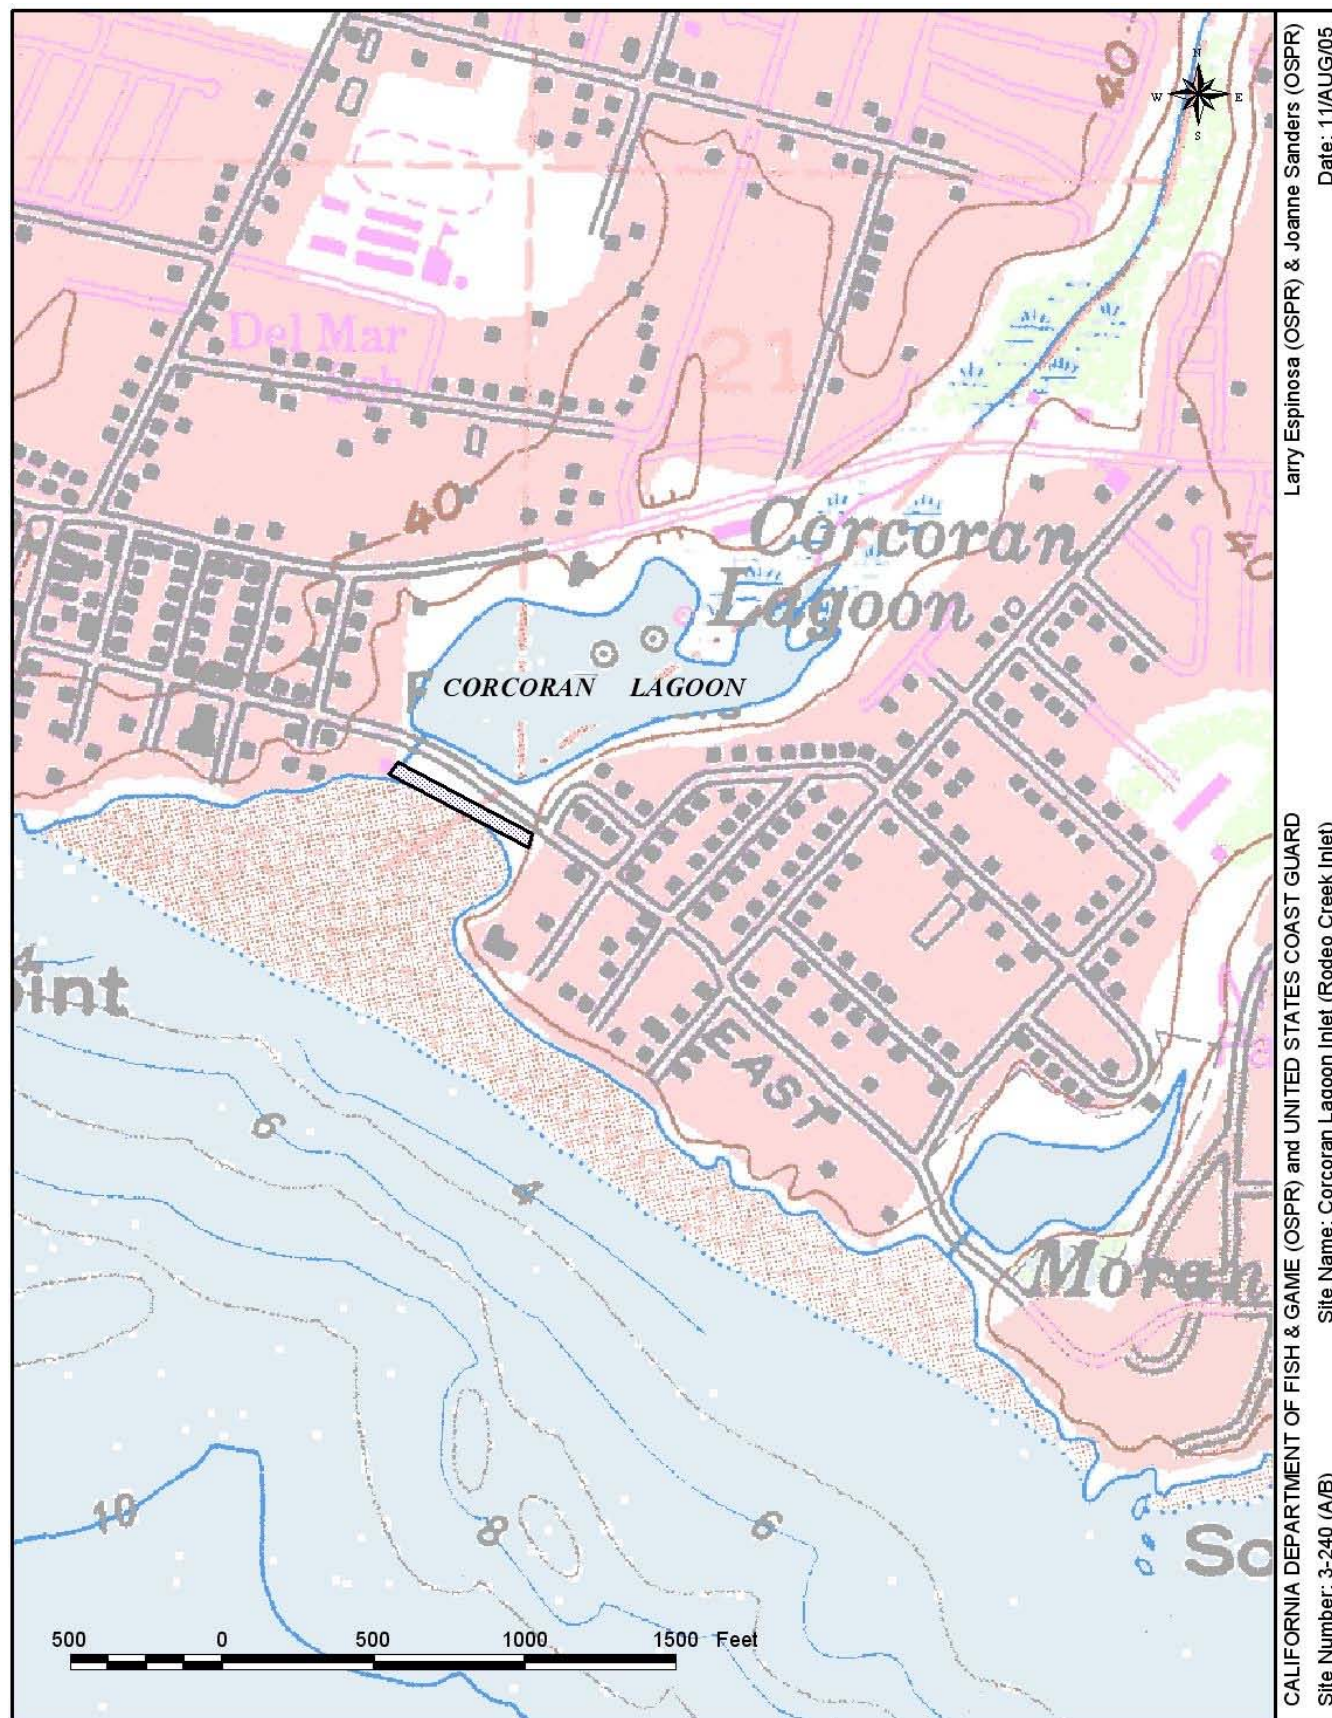 40
N
W E
S
Del Mar
21
40
Corcoran
Lagoon
40
CORCORAN LAGOON
oint
6
4
EAST
Moran
10
8
6
So
500 0 500 1000 1500 Feet
Larry Espinosa (OSPR) & Joanne Sanders (OSPR)
Date: 11/AUG/05
CALIFORNIA DEPARTMENT OF FISH & GAME (OSPR) and UNITED STATES COAST GUARD
Site Number: 3-240 (A/B) Site Name: Corcoran Lagoon Inlet (Rodeo Creek Inlet)